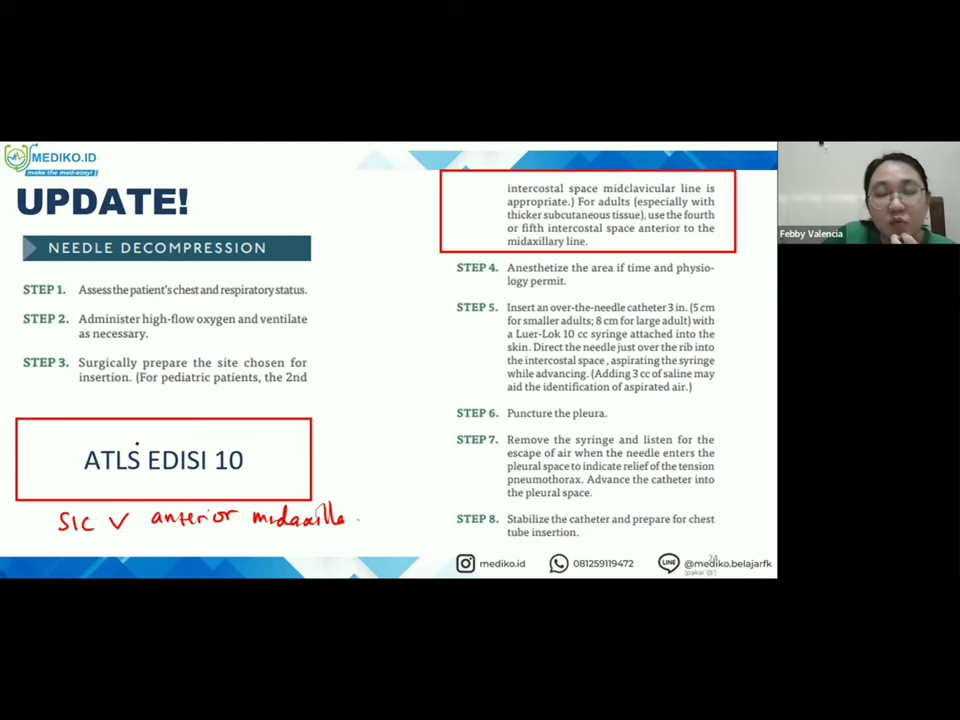 MEDIKO.ID
make the med-easy!
UPDATE!
NEEDLE DECOMPRESSION
STEP 1. Assess the patient's chest and respiratory status.
STEP 2. Administer high-flow oxygen and ventilate
as necessary.
STEP 3. Surgically prepare the site chosen for
insertion. (For pediatric patients, the 2nd
ATLS EDISI 10
SIC V anterior midaxilla
intercostal space midclavicular line is
appropriate.) For adults (especially with
thicker subcutaneous tissue), use the fourth
or fifth intercostal space anterior to the
midaxillary line.
STEP 4. Anesthetize the area if time and physio-
logy permit.
STEP 5. Insert an over-the-needle catheter 3 in. (5 cm
for smaller adults; 8 cm for large adult) with
a Luer-Lok 10 cc syringe attached into the
skin. Direct the needle just over the rib into
the intercostal space , aspirating the syringe
while advancing. (Adding 3 cc of saline may
aid the identification of aspirated air.)
STEP 6. Puncture the pleura.
STEP 7. Remove the syringe and listen for the
escape of air when the needle enters the
pleural space to indicate relief of the tension
pneumothorax. Advance the catheter into
the pleural space.
STEP 8. Stabilize the catheter and prepare for chest
tube insertion.
mediko.id
081259119472
LINE
@mediko.belajarfk
(pakai '@')
24
Febby Valencia